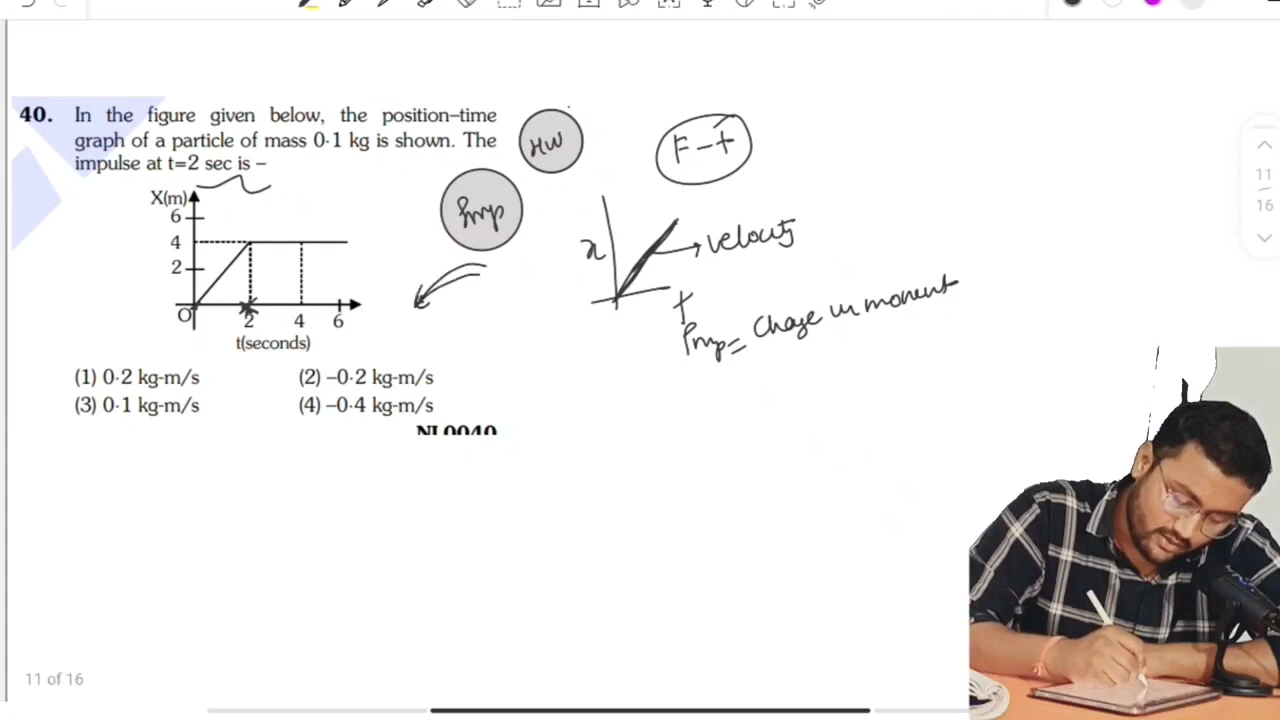 40. In the figure given below, the position–time
graph of a particle of mass 0·1 kg is shown. The
impulse at t=2 sec is –
X(m)
6
4
2
O
2
4
6
t(seconds)
(1) 0·2 kg-m/s
(2) –0·2 kg-m/s
(3) 0·1 kg-m/s
(4) –0·4 kg-m/s
NL0040
HW
Imp
F-t
x
velocity
t
Imp = Change in moment
11
16
11 of 16